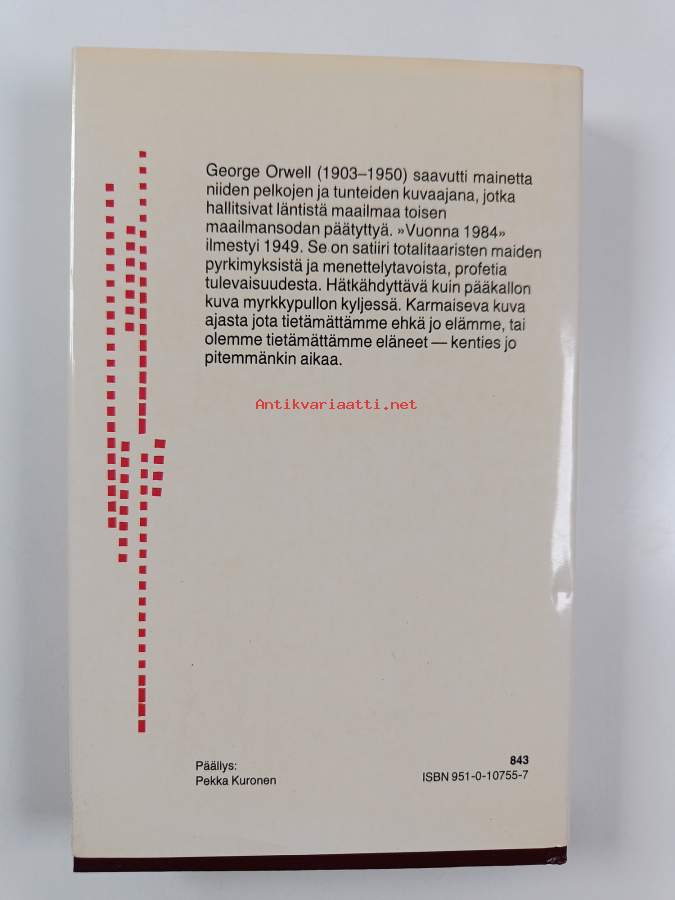 George Orwell (1903–1950) saavutti mainetta
niiden pelkojen ja tunteiden kuvaajana, jotka
hallitsivat läntistä maailmaa toisen
maailmansodan päätyttyä. »Vuonna 1984»
ilmestyi 1949. Se on satiiri totalitaaristen maiden
pyrkimyksistä ja menettelytavoista, profetia
tulevaisuudesta. Hätkähdyttävä kuin pääkallon
kuva myrkkypullon kyljessä. Karmaiseva kuva
ajasta jota tietämättämme ehkä jo elämme, tai
olemme tietämättämme eläneet — kenties jo
pitemmänkin aikaa.
Antikvariaatti.net
Päällys:
Pekka Kuronen
843
ISBN 951-0-10755-7